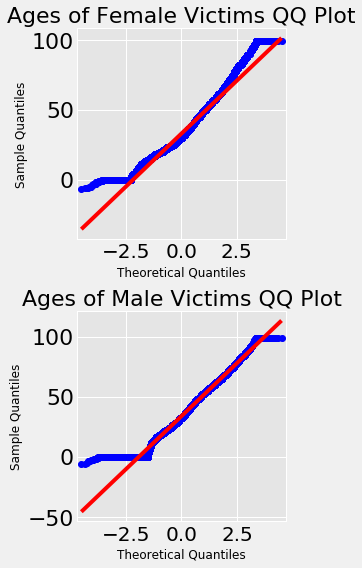 Ages of Female Victims QQ Plot
100
50
0
Sample Quantiles
−2.5 0.0 2.5
Theoretical Quantiles
Ages of Male Victims QQ Plot
100
50
0
−50
Sample Quantiles
−2.5 0.0 2.5
Theoretical Quantiles